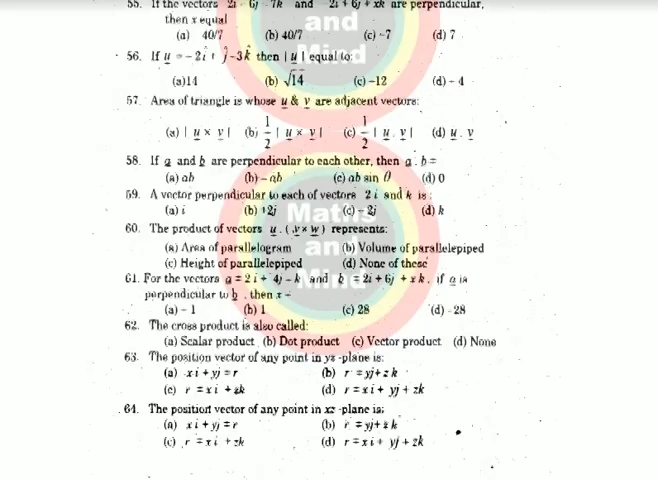 55. If the vectors 2i - 6j - 7k and 2i + 6j + xk are perpendicular,
then x equal
(a) 40/7 (b) 40/7 (c) -7 (d) 7
56. If u = -2i + j - 3k then | u | equal to:
(a) 14 (b) √14 (c) -12 (d) - 4
57. Area of triangle is whose u & v are adjacent vectors:
(a) | u × v | (b) 1/2 | u × v | (c) 1/2 | u . v | (d) u . v
58. If a and b are perpendicular to each other, then a . b =
(a) ab (b) - ab (c) ab sin θ (d) 0
59. A vector perpendicular to each of vectors 2 i and k is :
(a) i (b) +2j (c) - 2j (d) k
60. The product of vectors u . ( v × w ) represents:
(a) Area of parallelogram (b) Volume of parallelepiped
(c) Height of parallelepiped (d) None of these
61. For the vectors a = 2i + 4j - k and b = 2i + 6j + xk, if a is
perpendicular to b , then x =
(a) - 1 (b) 1 (c) 28 (d) - 28
62. The cross product is also called:
(a) Scalar product (b) Dot product (c) Vector product (d) None
63. The position vector of any point in yz -plane is:
(a) xi + yj = r (b) r = yj + zk
(c) r = xi + zk (d) r = xi + yj + zk
64. The position vector of any point in xz -plane is;
(a) xi + yj = r (b) r = yj + zk
(c) r = xi + zk (d) r = xi + yj + zk
and
Mind
Maths
and
Mind